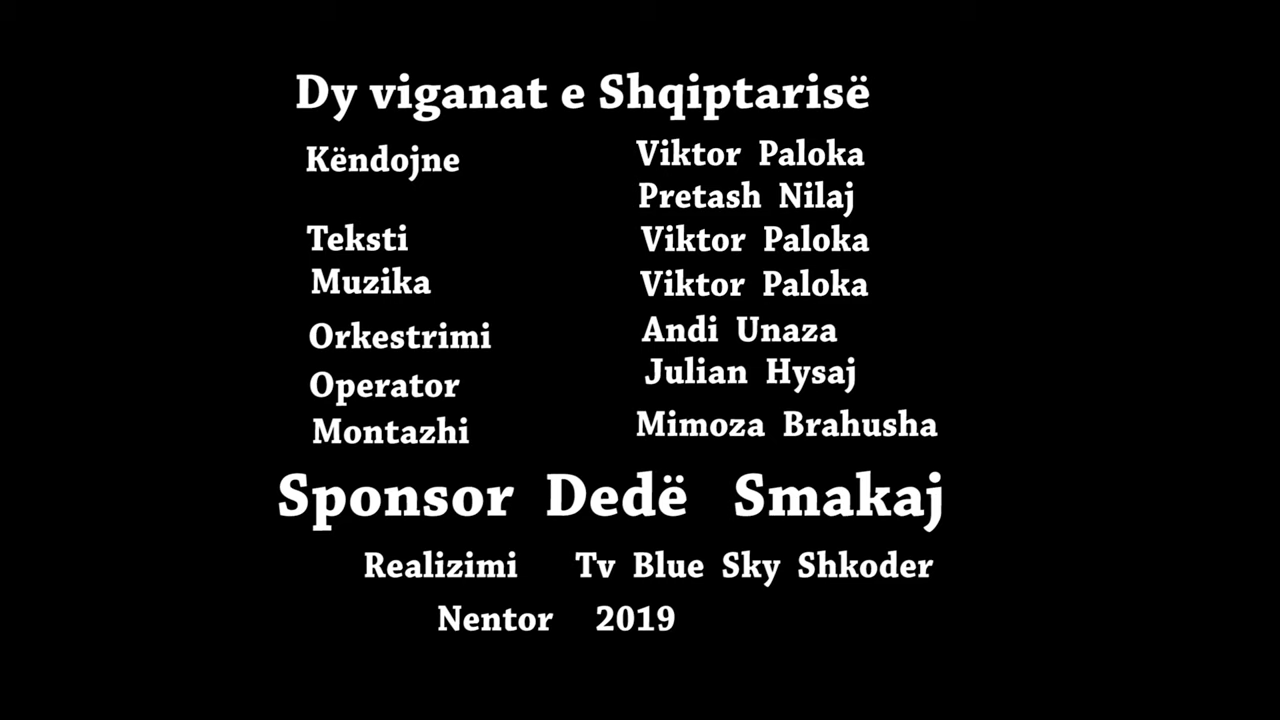 Dy viganat e Shqiptarisë
Këndojne Viktor Paloka
Pretash Nilaj
Teksti Viktor Paloka
Muzika Viktor Paloka
Orkestrimi Andi Unaza
Operator Julian Hysaj
Montazhi Mimoza Brahusha
Sponsor Dedë Smakaj
Realizimi Tv Blue Sky Shkoder
Nentor 2019